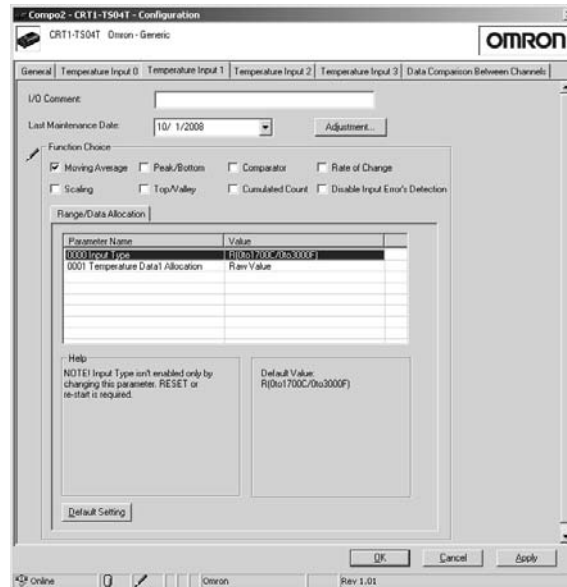 Compo2 - CRT1-TS04T - Configuration
CRT1-TS04T Omron - Generic
OMRON
General Temperature Input 0 Temperature Input 1 Temperature Input 2 Temperature Input 3 Data Comparison Between Channels
I/O Comment:
Last Maintenance Date: 10/ 1/2008 Adjustment...
Function Choice
Moving Average Peak/Bottom Comparator Rate of Change
Scaling Top/Valley Cumulated Count Disable Input Error's Detection
Range/Data Allocation
Parameter Name Value
0000 Input Type R(0to1700C/0to3000F)
0001 Temperature Data1 Allocation Raw Value
Help
NOTE! Input Type isn't enabled only by
changing this parameter. RESET or
re-start is required.
Default Value:
R(0to1700C/0to3000F)
Default Setting
OK Cancel Apply
Online Omron Rev 1.01